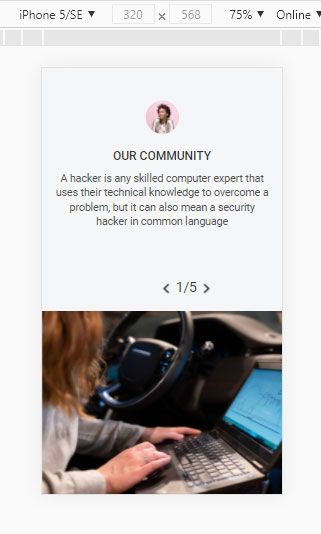 iPhone 5/SE ▼ 320 × 568 75% ▼ Online ▼
OUR COMMUNITY
A hacker is any skilled computer expert that
uses their technical knowledge to overcome a
problem, but it can also mean a security
hacker in common language
1/5